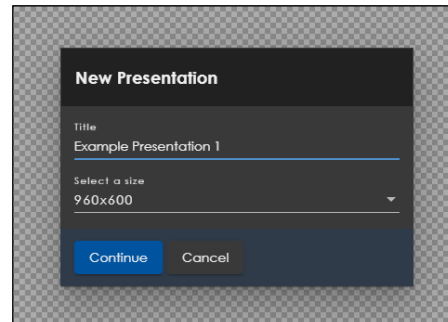 New Presentation
Title
Example Presentation 1
Select a size
960x600
Continue Cancel